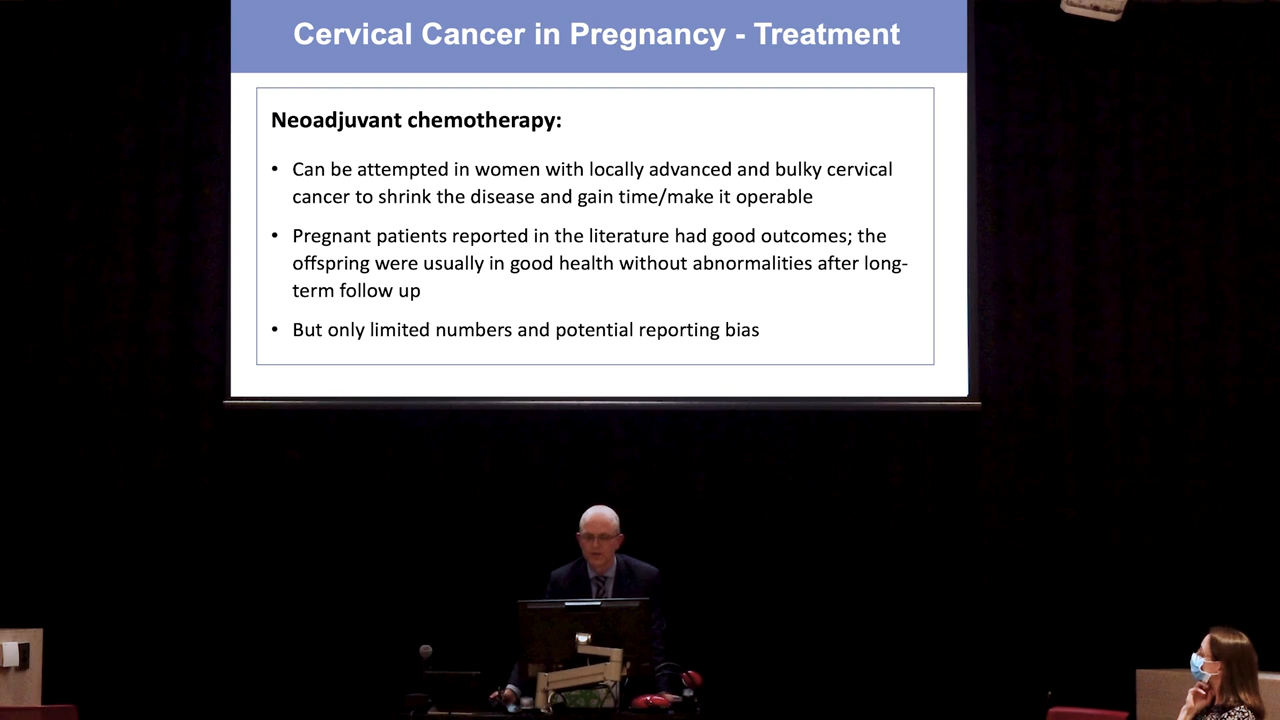 Cervical Cancer in Pregnancy - Treatment
Neoadjuvant chemotherapy:
• Can be attempted in women with locally advanced and bulky cervical
cancer to shrink the disease and gain time/make it operable
• Pregnant patients reported in the literature had good outcomes; the
offspring were usually in good health without abnormalities after long-
term follow up
• But only limited numbers and potential reporting bias